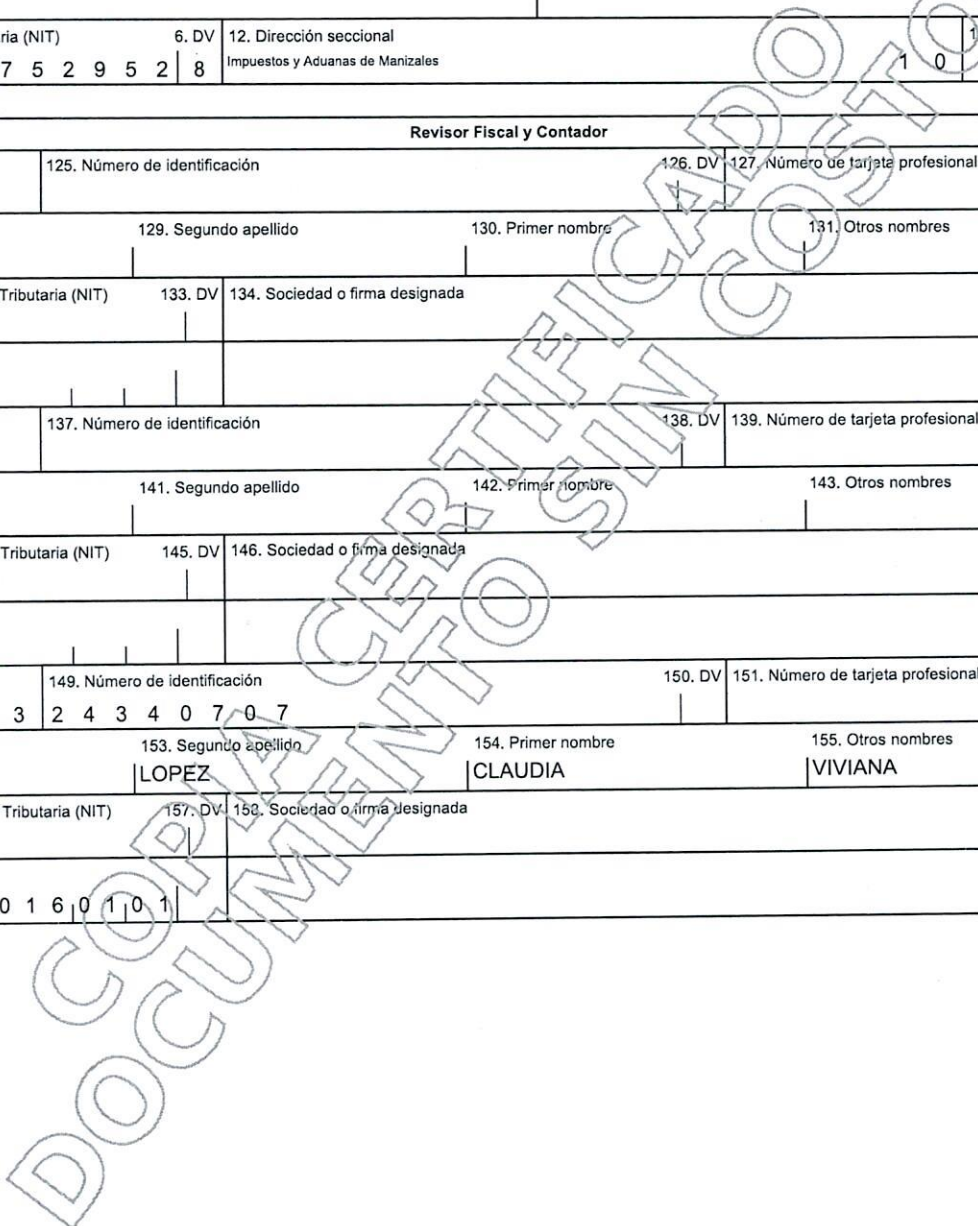 ria (NIT) 6. DV 12. Dirección seccional 1
7 5 2 9 5 2 8 Impuestos y Aduanas de Manizales 1 0
Revisor Fiscal y Contador
125. Número de identificación 126. DV 127. Número de tarjeta profesional
129. Segundo apellido 130. Primer nombre 131. Otros nombres
Tributaria (NIT) 133. DV 134. Sociedad o firma designada
137. Número de identificación 138. DV 139. Número de tarjeta profesional
141. Segundo apellido 142. Primer nombre 143. Otros nombres
Tributaria (NIT) 145. DV 146. Sociedad o firma designada
149. Número de identificación 150. DV 151. Número de tarjeta profesional
3 2 4 3 4 0 7 0 7
153. Segundo apellido 154. Primer nombre 155. Otros nombres
LOPEZ CLAUDIA VIVIANA
Tributaria (NIT) 157. DV 158. Sociedad o firma designada
0 1 6 0 1 0 1
COPIA CERTIFICADO
DOCUMENTO SIN COSTO